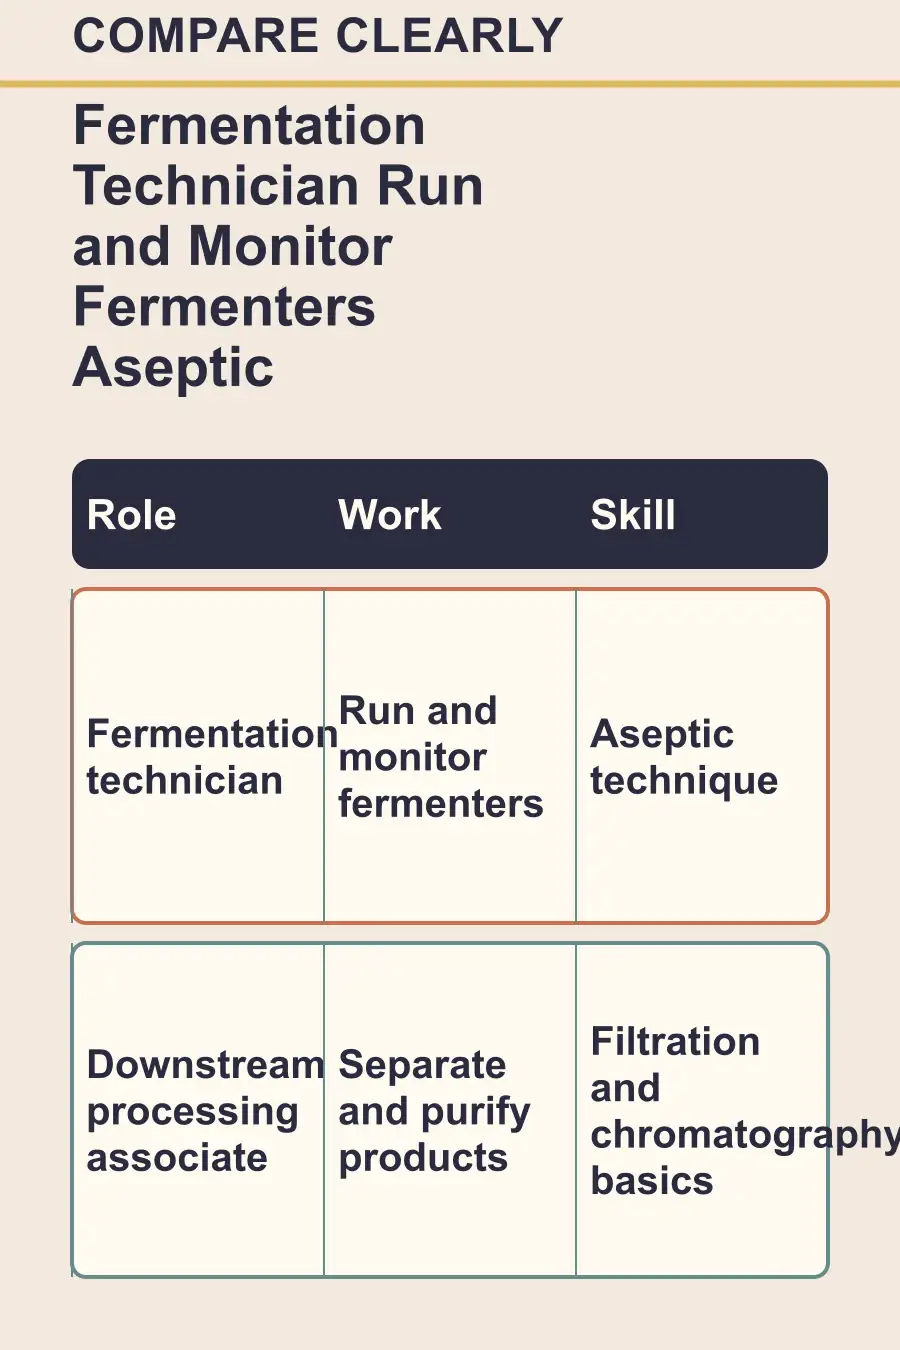 COMPARE CLEARLY
Fermentation
Technician Run
and Monitor
Fermenters
Aseptic
Role Work Skill
Fermentation
technician
Run and
monitor
fermenters
Aseptic
technique
Downstream
processing
associate
Separate
and purify
products
Filtration
and
chromatography
basics